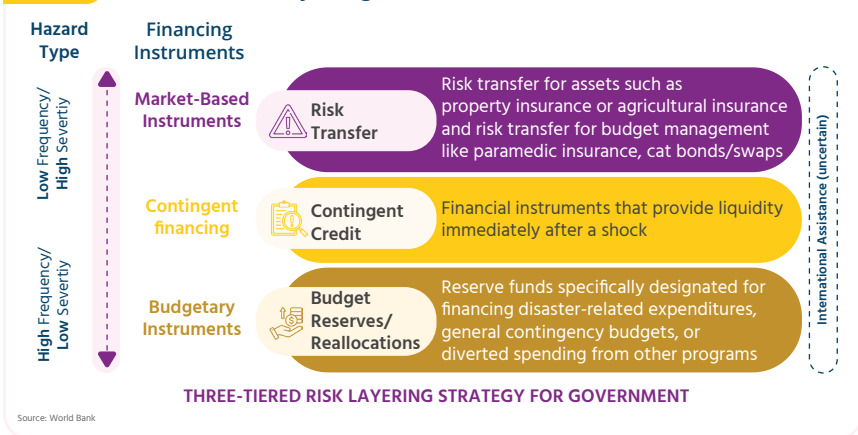 Hazard
Type
Financing
Instruments
Low Frequency/
High Severtiy
High Frequency/
Low Severtiy
Market-Based
Instruments
Risk
Transfer
Risk transfer for assets such as
property insurance or agricultural insurance
and risk transfer for budget management
like paramedic insurance, cat bonds/swaps
Contingent
financing
Contingent
Credit
Financial instruments that provide liquidity
immediately after a shock
Budgetary
Instruments
Budget
Reserves/
Reallocations
Reserve funds specifically designated for
financing disaster-related expenditures,
general contingency budgets, or
diverted spending from other programs
International Assistance (uncertain)
THREE-TIERED RISK LAYERING STRATEGY FOR GOVERNMENT
Source: World Bank